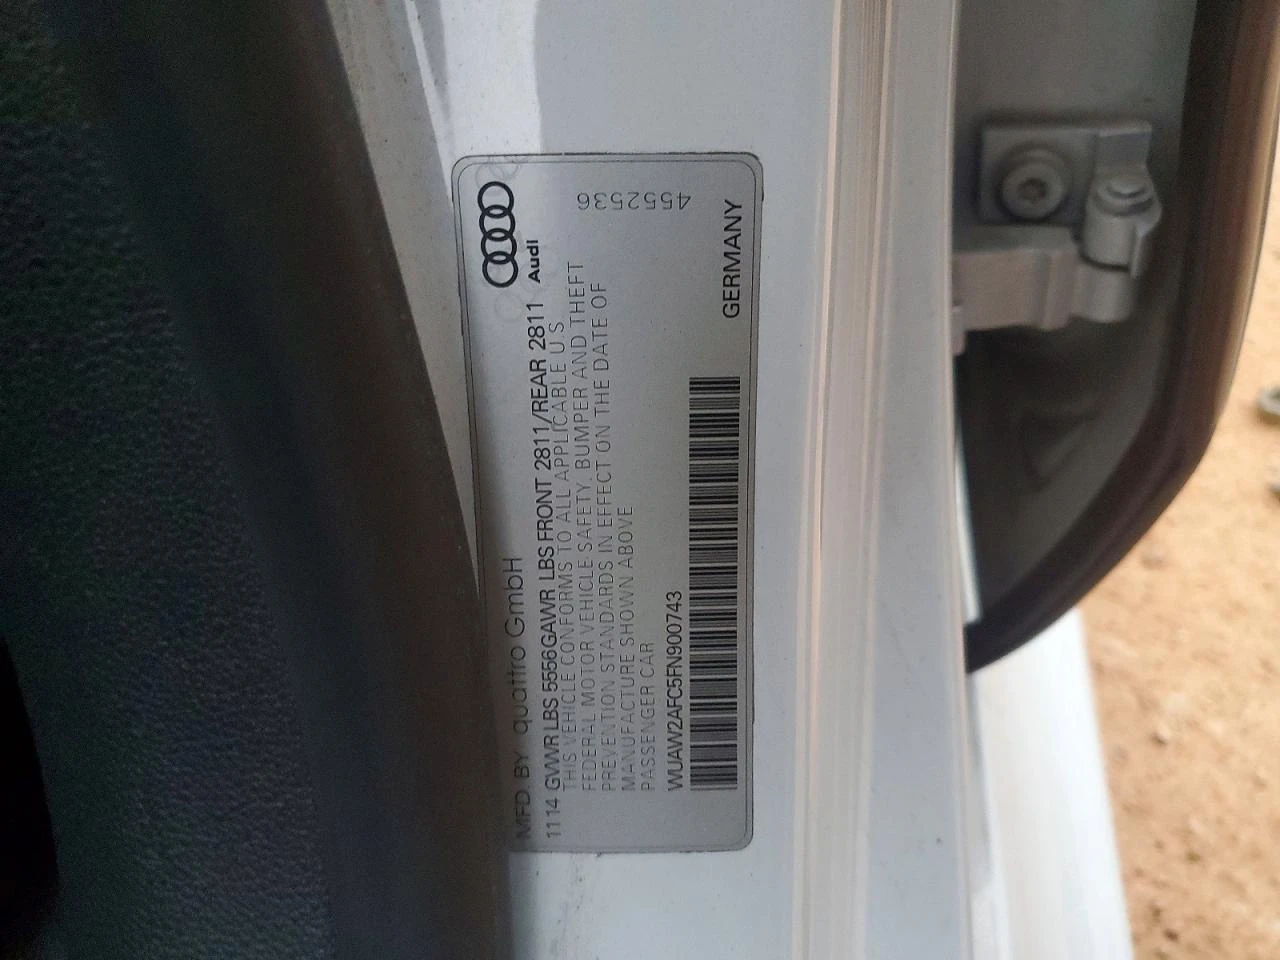 MFD. BY quattro GmbH
Audi
1114 GVWR LBS 5556 GAWR LBS FRONT 2811/REAR 2811
THIS VEHICLE CONFORMS TO ALL APPLICABLE U.S
FEDERAL MOTOR VEHICLE SAFETY, BUMPER AND THEFT
PREVENTION STANDARDS IN EFFECT ON THE DATE OF
MANUFACTURE SHOWN ABOVE
PASSENGER CAR
4552536
WUAW2AFC5FN900743
GERMANY